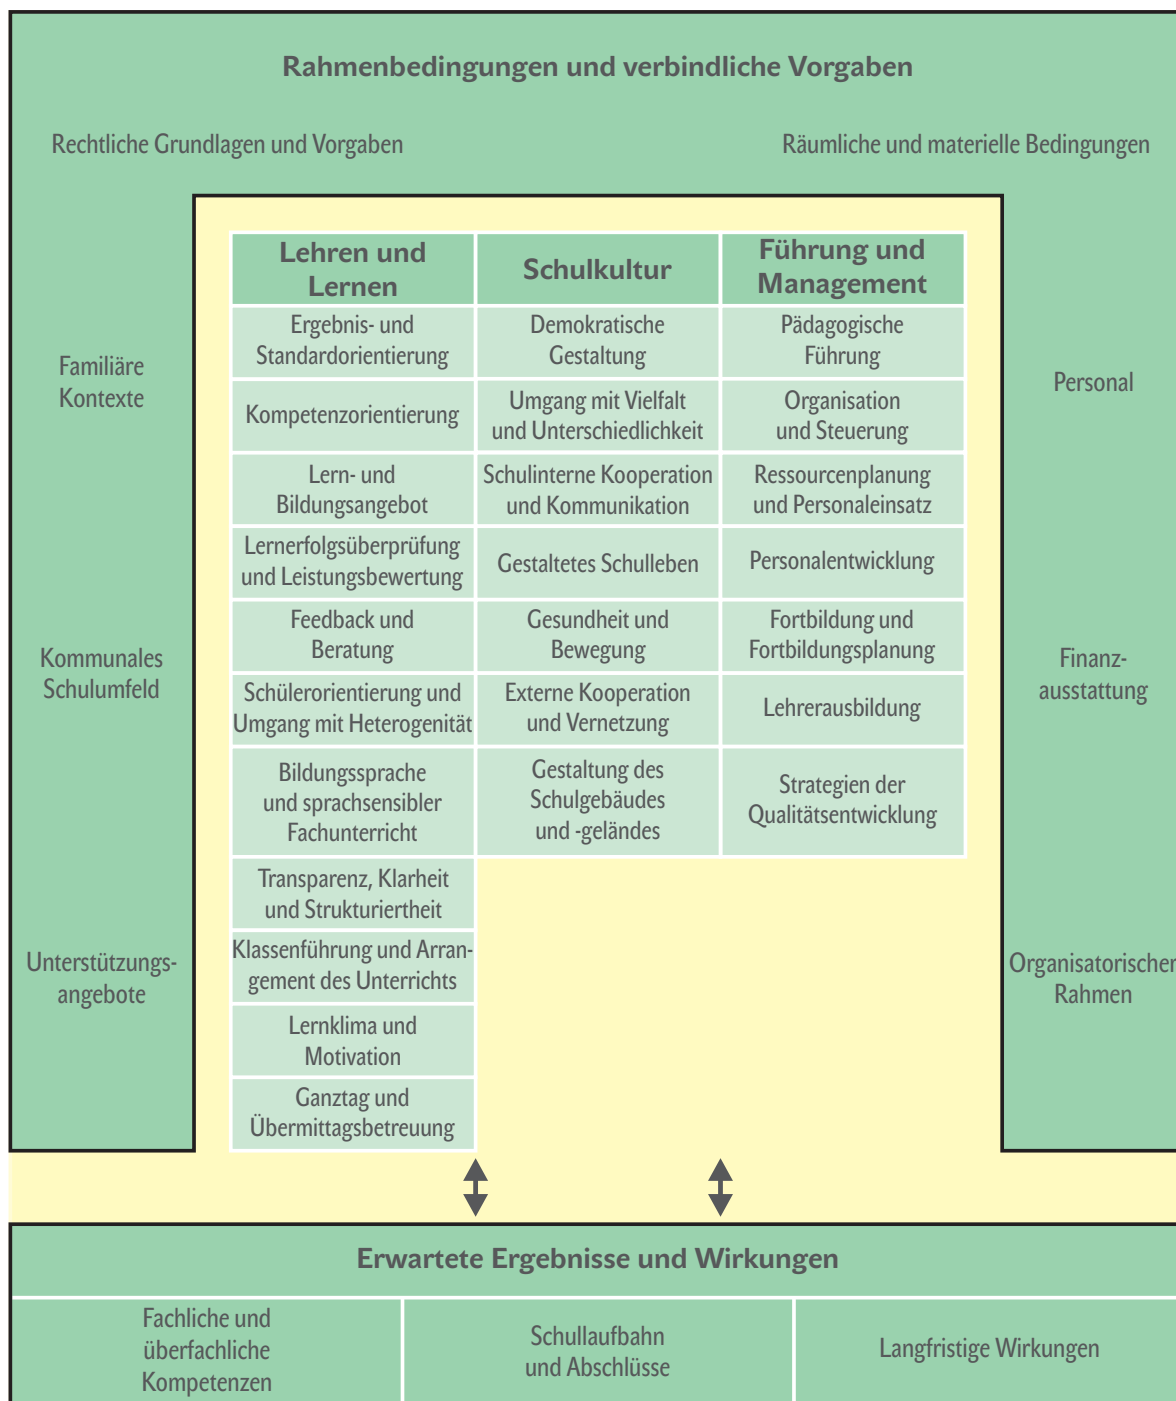 Rahmenbedingungen und verbindliche Vorgaben
Rechtliche Grundlagen und Vorgaben
Räumliche und materielle Bedingungen
Familiäre
Kontexte
Kommunales
Schulumfeld
Unterstützungs-
angebote
Lehren und
Lernen
Ergebnis- und
Standardorientierung
Kompetenzorientierung
Lern- und
Bildungsangebot
Lernerfolgsüberprüfung
und Leistungsbewertung
Feedback und
Beratung
Schülerorientierung und
Umgang mit Heterogenität
Bildungssprache
und sprachsensibler
Fachunterricht
Transparenz, Klarheit
und Strukturiertheit
Klassenführung und Arran-
gement des Unterrichts
Lernklima und
Motivation
Ganztag und
Übermittagsbetreuung
Schulkultur
Demokratische
Gestaltung
Umgang mit Vielfalt
und Unterschiedlichkeit
Schulinterne Kooperation
und Kommunikation
Gestaltetes Schulleben
Gesundheit und
Bewegung
Externe Kooperation
und Vernetzung
Gestaltung des
Schulgebäudes
und -geländes
Führung und
Management
Pädagogische
Führung
Organisation
und Steuerung
Ressourcenplanung
und Personaleinsatz
Personalentwicklung
Fortbildung und
Fortbildungsplanung
Lehrerausbildung
Strategien der
Qualitätsentwicklung
Personal
Finanz-
ausstattung
Organisatorischer
Rahmen
Erwartete Ergebnisse und Wirkungen
Fachliche und
überfachliche
Kompetenzen
Schullaufbahn
und Abschlüsse
Langfristige Wirkungen